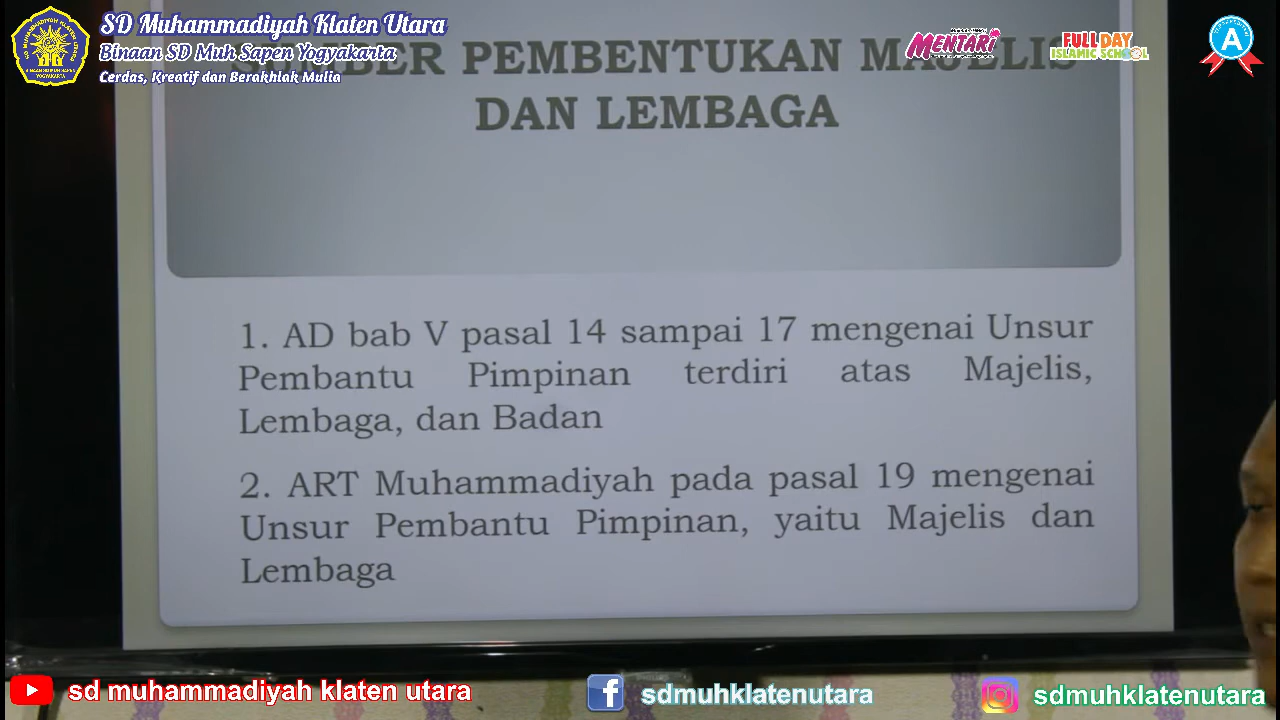 SD Muhammadiyah Klaten Utara
Binaan SD Muh Sapen Yogyakarta
Cerdas, Kreatif dan Berakhlak Mulia
MENTARI
FULL DAY
ISLAMIC SCHOOL
A
PEMBENTUKAN MAJELIS
DAN LEMBAGA
1. AD bab V pasal 14 sampai 17 mengenai Unsur
Pembantu Pimpinan terdiri atas Majelis,
Lembaga, dan Badan
2. ART Muhammadiyah pada pasal 19 mengenai
Unsur Pembantu Pimpinan, yaitu Majelis dan
Lembaga
sd muhammadiyah klaten utara
sdmuhklatenutara
sdmuhklatenutara